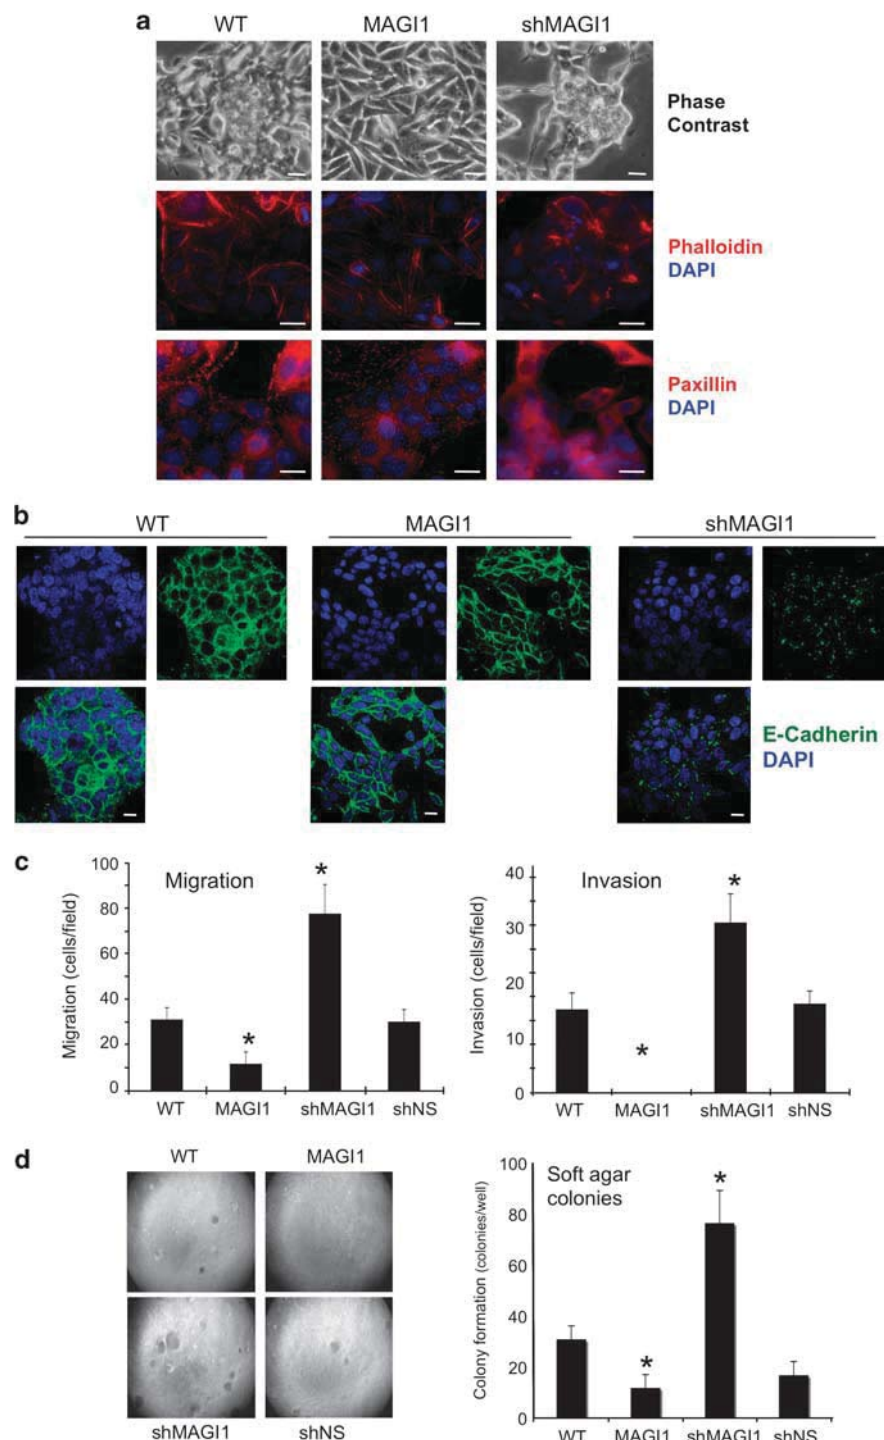 a
WT MAGI1 shMAGI1
Phase
Contrast
Phalloidin
DAPI
Paxillin
DAPI
b
WT MAGI1 shMAGI1
E-Cadherin
DAPI
c
Migration
Migration (cells/field)
100
80
60
40
20
0
WT MAGI1 shMAGI1 shNS
* *
Invasion
Invasion (cells/field)
40
30
20
10
0
WT MAGI1 shMAGI1 shNS
* *
d
WT MAGI1
shMAGI1 shNS
Soft agar
colonies
Colony formation (colonies/well)
100
80
60
40
20
0
WT MAGI1 shMAGI1 shNS
* *